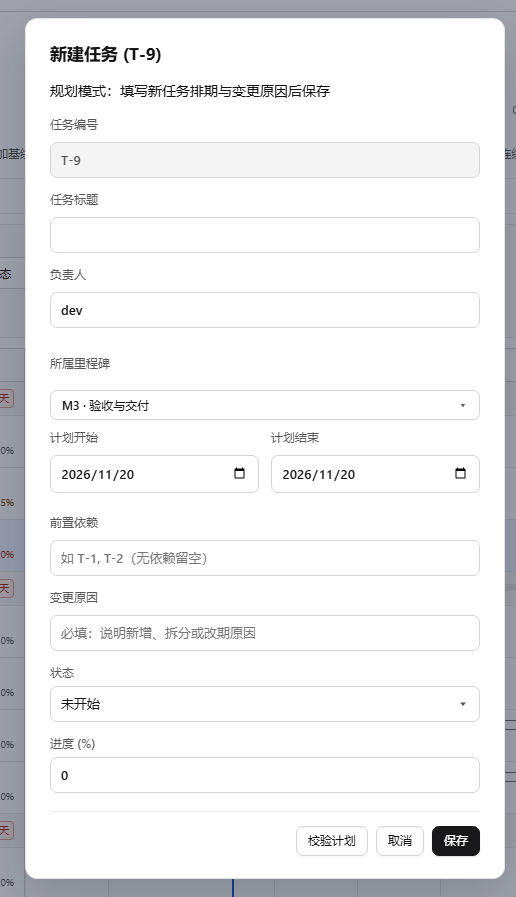 新建任务 (T-9)
规划模式：填写新任务排期与变更原因后保存
任务编号
T-9
任务标题
负责人
dev
所属里程碑
M3 · 验收与交付
计划开始
计划结束
2026/11/20
2026/11/20
前置依赖
如 T-1, T-2（无依赖留空）
变更原因
必填：说明新增、拆分或改期原因
状态
未开始
进度 (%)
0
校验计划
取消
保存